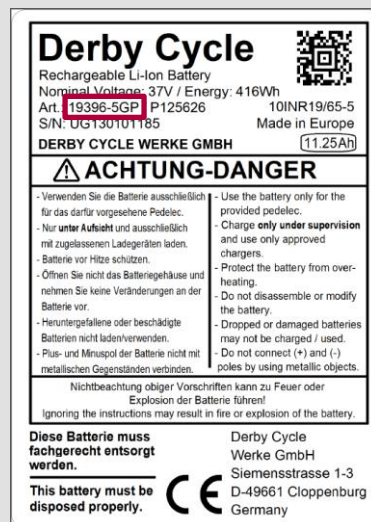 Derby Cycle
Rechargeable Li-Ion Battery
Nominal Voltage: 37V / Energy: 416Wh
Art.: 19396-5GP P125626
10INR19/65-5
S/N: UG130101185
Made in Europe
DERBY CYCLE WERKE GMBH
11.25Ah
ACHTUNG-DANGER
- Verwenden Sie die Batterie ausschließlich
für das darfür vorgesehene Pedelec.
- Nur unter Aufsicht und ausschließlich
mit zugelassenen Ladegeräten laden.
- Batterie vor Hitze schützen.
- Öffnen Sie nicht das Batteriegehäuse und
nehmen Sie keine Veränderungen an der
Batterie vor.
- Heruntergefallene oder beschädigte
Batterien nicht laden/verwenden.
- Plus- und Minuspol der Batterie nicht mit
metallischen Gegenständen verbinden.
- Use the battery only for the
provided pedelec.
- Charge only under supervision
and use only approved
chargers.
- Protect the battery from over-
heating.
- Do not disassemble or modify
the battery.
- Dropped or damaged batteries
may not be charged / used.
- Do not connect (+) and (-)
poles by using metallic objects.
Nichtbeachtung obiger Vorschriften kann zu Feuer oder
Explosion der Batterie führen!
Ignoring the instructions may result in fire or explosion of the battery.
Diese Batterie muss
fachgerecht entsorgt
werden.
This battery must be
disposed properly.
CE
Derby Cycle
Werke GmbH
Siemensstrasse 1-3
D-49661 Cloppenburg
Germany